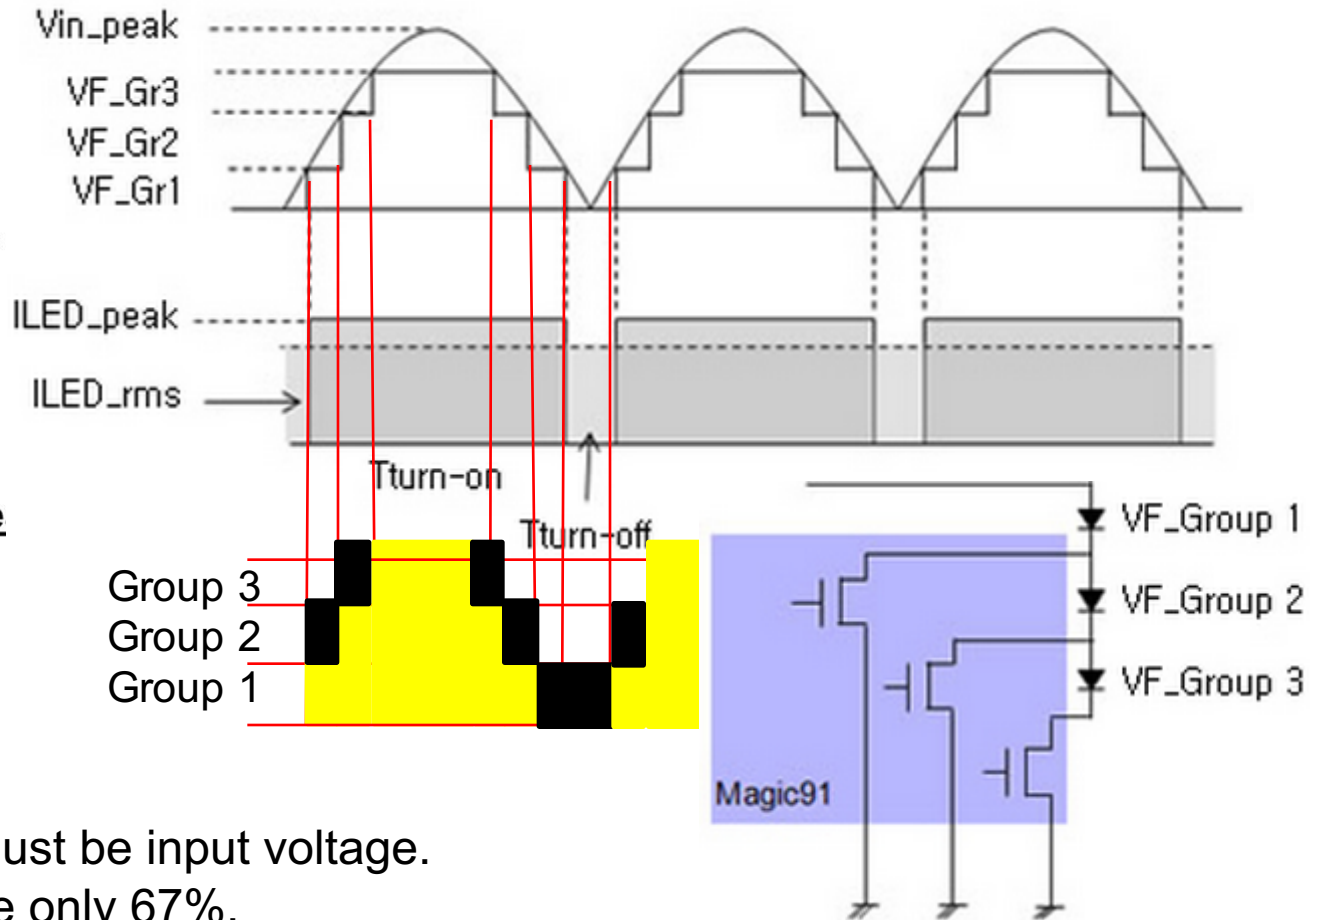 Vin_peak
VF_Gr3
VF_Gr2
VF_Gr1
ILED_peak
ILED_rms
Tturn-on
Tturn-off
Group 3
Group 2
Group 1
VF_Group 1
VF_Group 2
VF_Group 3
Magic91
ust be input voltage.
e only 67%.